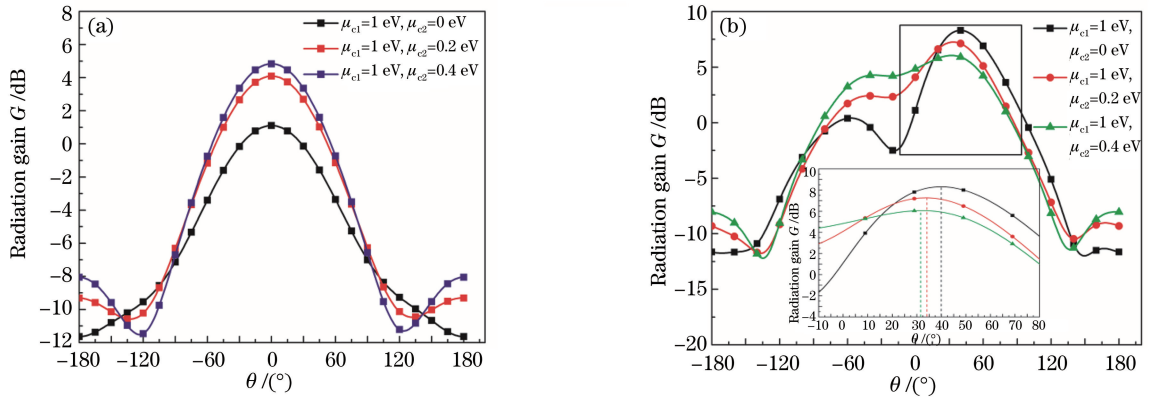 (a)
μc1=1 eV, μc2=0 eV
μc1=1 eV, μc2=0.2 eV
μc1=1 eV, μc2=0.4 eV
Radiation gain G /dB
8
6
4
2
0
−2
−4
−6
−8
−10
−12
−180 −120 −60 0 60 120 180
θ /(°)
(b)
μc1=1 eV,
μc2=0 eV
μc1=1 eV,
μc2=0.2 eV
μc1=1 eV,
μc2=0.4 eV
Radiation gain G /dB
10
5
0
−5
−10
−15
−20
−180 −120 −60 0 60 120 180
θ /(°)
Radiation gain G /dB
10
8
6
4
2
0
−2
−4
−10 0 10 20 30 40 50 60 70 80
θ /(°)